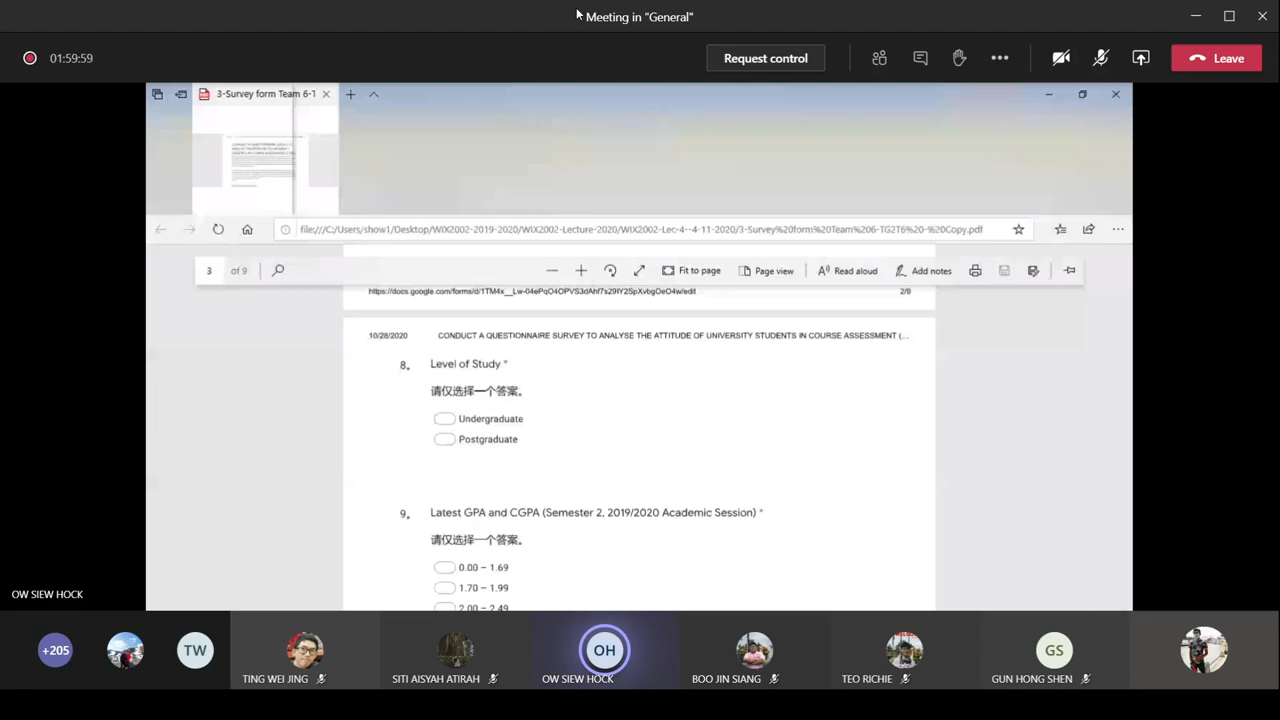 Meeting in "General"
01:59:59
Request control
Leave
3-Survey form Team 6-T
file:///C:/Users/show1/Desktop/WIX2002-2019-2020/WIX2002-Lecture-2020/WIX2002-Lec-4--4-11-2020/3-Survey%20form%20Team%206-TG2T6%20-%20Copy.pdf
3 of 9
Fit to page
Page view
Read aloud
Add notes
2/9
10/28/2020 CONDUCT A QUESTIONNAIRE SURVEY TO ANALYSE THE ATTITUDE OF UNIVERSITY STUDENTS IN COURSE ASSESSMENT (...
8. Level of Study *
请仅选择一个答案。
Undergraduate
Postgraduate
9. Latest GPA and CGPA (Semester 2, 2019/2020 Academic Session) *
请仅选择一个答案。
0.00 – 1.69
1.70 – 1.99
2.00 – 2.49
OW SIEW HOCK
+205
TW
TING WEI JING
SITI AISYAH ATIRAH
OH
OW SIEW HOCK
BOO JIN SIANG
TEO RICHIE
GS
GUN HONG SHEN